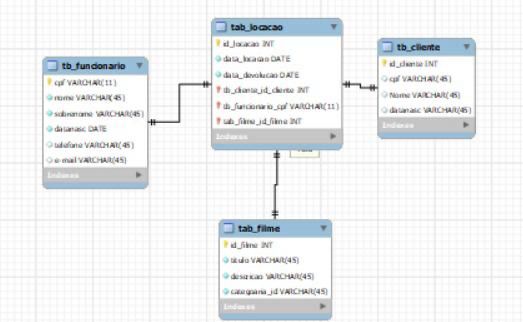 tab_locacao
id_locacao INT
data_locacao DATE
data_devolucao DATE
tb_cliente_id_cliente INT
tb_funcionario_cpf VARCHAR(11)
tab_filme_id_filme INT
Indexes
tb_funcionario
cpf VARCHAR(11)
nome VARCHAR(45)
sobrenome VARCHAR(45)
datanasc DATE
telefone VARCHAR(45)
e-mail VARCHAR(45)
Indexes
tb_cliente
id_cliente INT
cpf VARCHAR(45)
Nome VARCHAR(45)
datanasc VARCHAR(45)
Indexes
tab_filme
id_filme INT
titulo VARCHAR(45)
descricao VARCHAR(45)
categoria_id VARCHAR(45)
Indexes